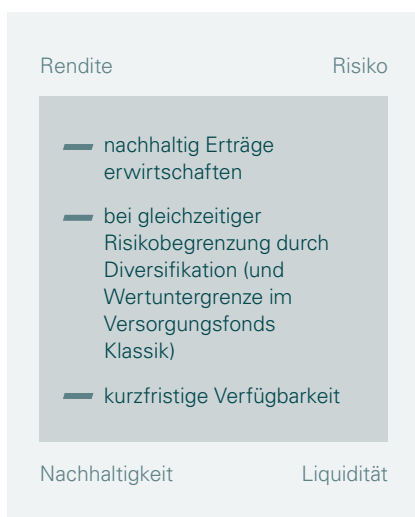 Rendite Risiko
nachhaltig Erträge
erwirtschaften
bei gleichzeitiger
Risikobegrenzung durch
Diversifikation (und
Wertuntergrenze im
Versorgungsfonds
Klassik)
kurzfristige Verfügbarkeit
Nachhaltigkeit Liquidität